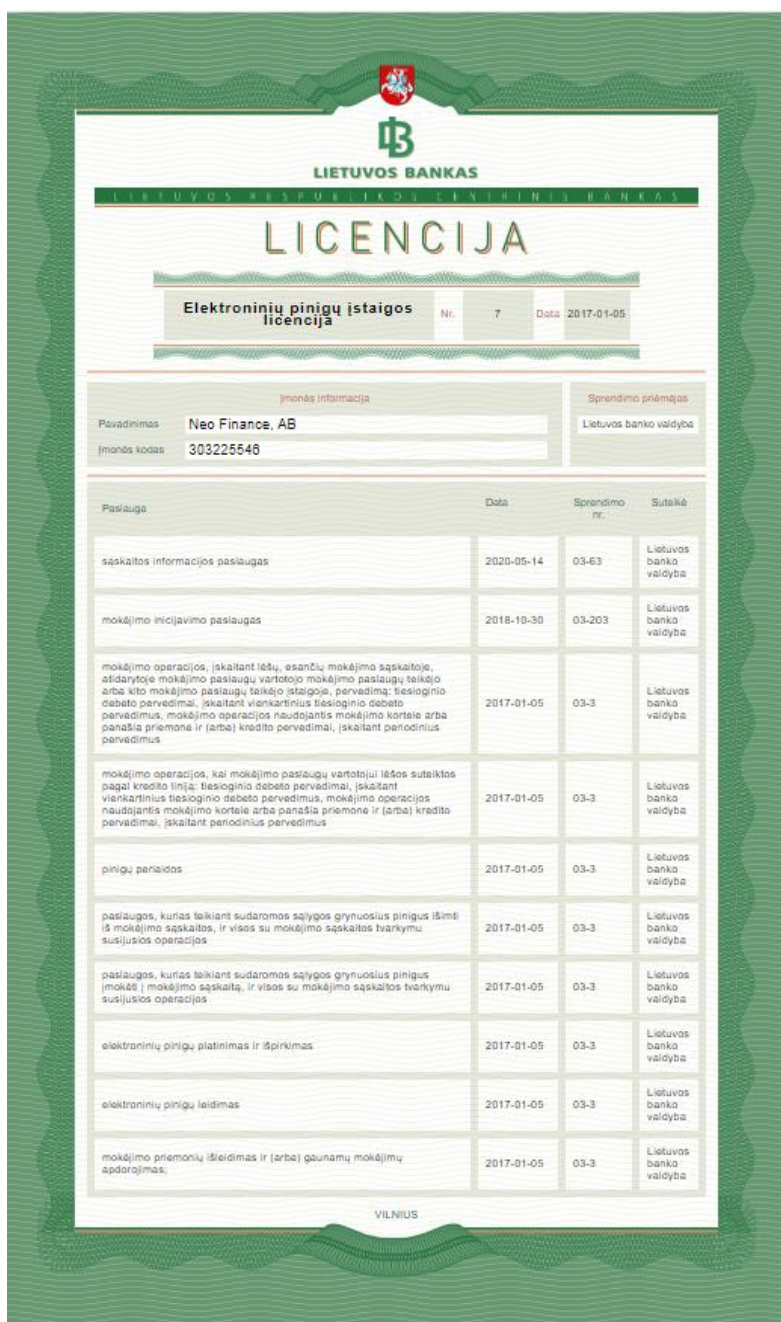 LIETUVOS BANKAS
LIETUVOS RESPUBLIKOS CENTRINIS BANKAS
LICENCIJA
Elektroninių pinigų įstaigos
licencija
Nr. 7 Data 2017-01-05
Įmonės informacija
Sprendimo priėmėjas
Pavadinimas Neo Finance, AB
Lietuvos banko valdyba
Įmonės kodas 303225546
Paslauga Data Sprendimo nr. Suteikė
sąskaitos informacijos paslaugas 2020-05-14 03-63 Lietuvos banko valdyba
mokėjimo inicijavimo paslaugas 2018-10-30 03-203 Lietuvos banko valdyba
mokėjimo operacijos, įskaitant lėšų, esančių mokėjimo sąskaitoje,
atidarytoje mokėjimo paslaugų vartotojo mokėjimo paslaugų teikėjo
arba kito mokėjimo paslaugų teikėjo įstaigoje, pervedimą: tiesioginio
debeto pervedimai, įskaitant vienkartinius tiesioginio debeto
pervedimus, mokėjimo operacijos naudojantis mokėjimo kortele arba
panašia priemone ir (arba) kredito pervedimai, įskaitant periodinius
pervedimus
2017-01-05 03-3 Lietuvos banko valdyba
mokėjimo operacijos, kai mokėjimo paslaugų vartotojui lėšos suteiktos
pagal kredito liniją: tiesioginio debeto pervedimai, įskaitant
vienkartinius tiesioginio debeto pervedimus, mokėjimo operacijos
naudojantis mokėjimo kortele arba panašia priemone ir (arba) kredito
pervedimai, įskaitant periodinius pervedimus
2017-01-05 03-3 Lietuvos banko valdyba
pinigų perlaidos 2017-01-05 03-3 Lietuvos banko valdyba
paslaugos, kurias teikiant sudaromos sąlygos grynuosius pinigus išimti
iš mokėjimo sąskaitos, ir visos su mokėjimo sąskaitos tvarkymu
susijusios operacijos
2017-01-05 03-3 Lietuvos banko valdyba
paslaugos, kurias teikiant sudaromos sąlygos grynuosius pinigus
įmokėti į mokėjimo sąskaitą, ir visos su mokėjimo sąskaitos tvarkymu
susijusios operacijos
2017-01-05 03-3 Lietuvos banko valdyba
elektroninių pinigų platinimas ir išpirkimas 2017-01-05 03-3 Lietuvos banko valdyba
elektroninių pinigų leidimas 2017-01-05 03-3 Lietuvos banko valdyba
mokėjimo priemonių išleidimas ir (arba) gaunamų mokėjimų
apdorojimas;
2017-01-05 03-3 Lietuvos banko valdyba
VILNIUS